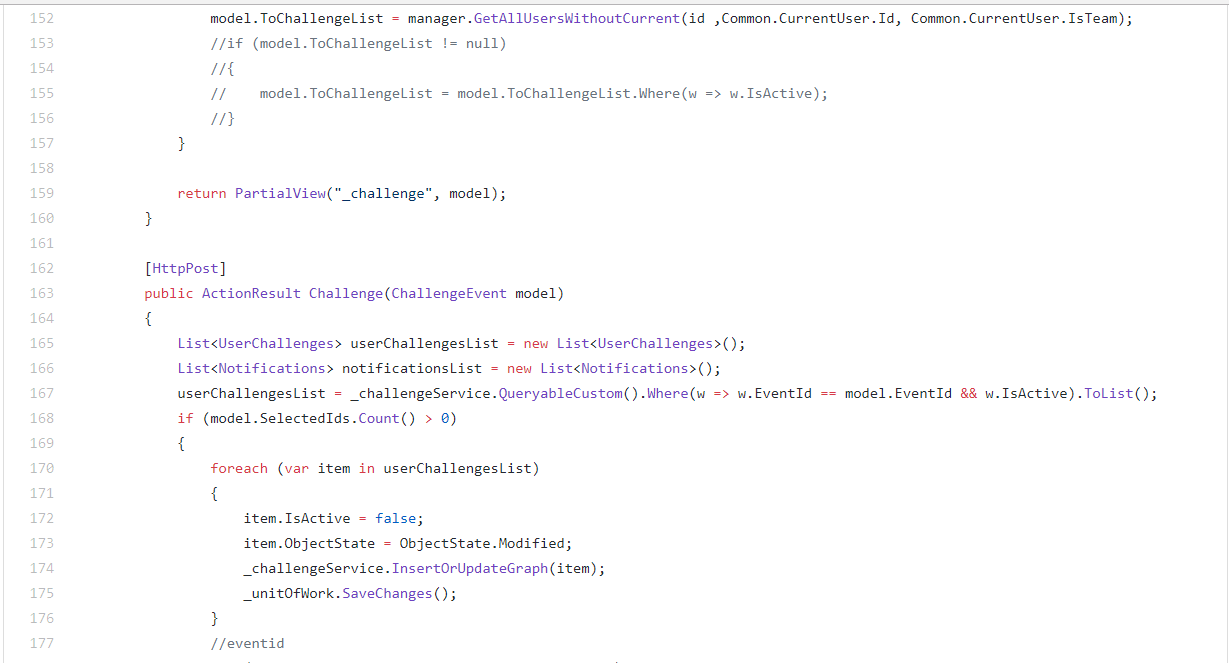 152 model.ToChallengeList = manager.GetAllUsersWithoutCurrent(id ,Common.CurrentUser.Id, Common.CurrentUser.IsTeam);
153 //if (model.ToChallengeList != null)
154 //{
155 // model.ToChallengeList = model.ToChallengeList.Where(w => w.IsActive);
156 //}
157 }
158
159 return PartialView("_challenge", model);
160 }
161
162 [HttpPost]
163 public ActionResult Challenge(ChallengeEvent model)
164 {
165 List<UserChallenges> userChallengesList = new List<UserChallenges>();
166 List<Notifications> notificationsList = new List<Notifications>();
167 userChallengesList = _challengeService.QueryableCustom().Where(w => w.EventId == model.EventId && w.IsActive).ToList();
168 if (model.SelectedIds.Count() > 0)
169 {
170 foreach (var item in userChallengesList)
171 {
172 item.IsActive = false;
173 item.ObjectState = ObjectState.Modified;
174 _challengeService.InsertOrUpdateGraph(item);
175 _unitOfWork.SaveChanges();
176 }
177 //eventid